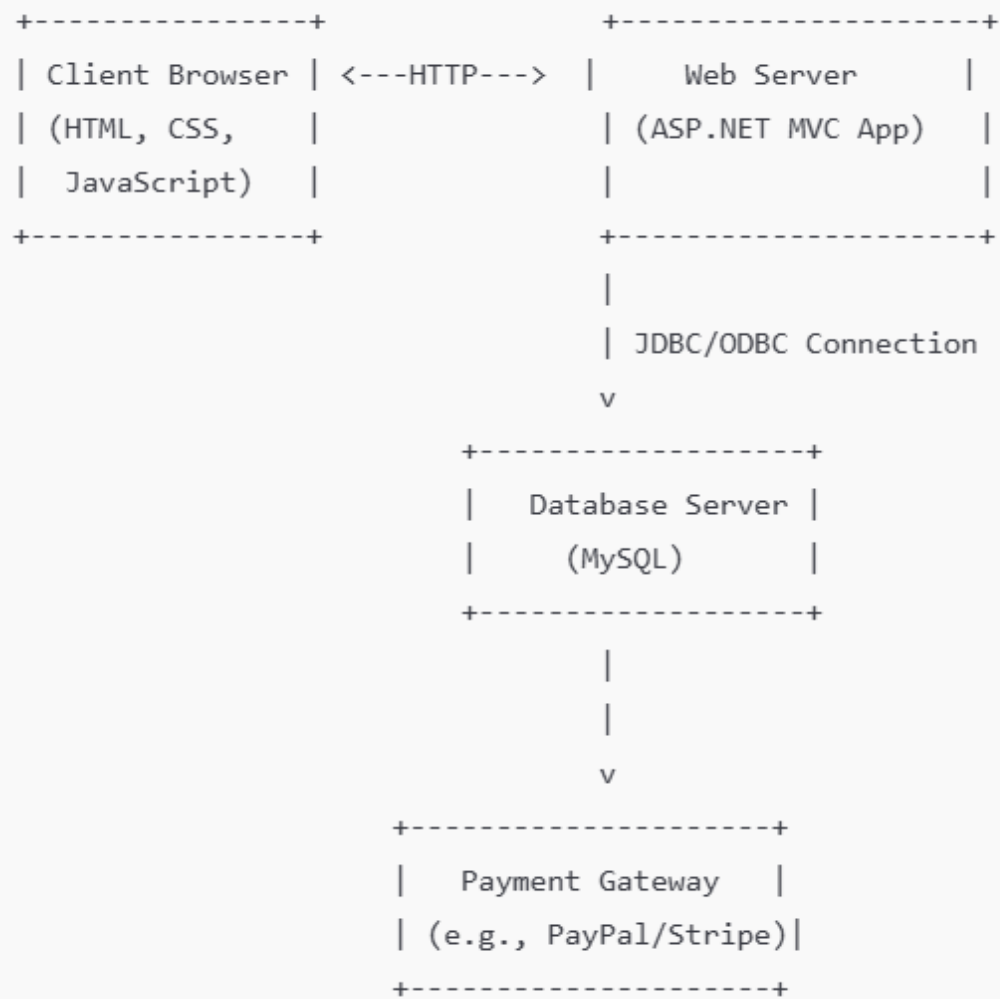 +----------------+                +---------------------+
| Client Browser | <---HTTP--->  |     Web Server      |
| (HTML, CSS,    |                | (ASP.NET MVC App)   |
|  JavaScript)   |                |                     |
+----------------+                +---------------------+
                                  |
                                  | JDBC/ODBC Connection
                                  v
                          +-------------------+
                          |   Database Server |
                          |     (MySQL)       |
                          +-------------------+
                                  |
                                  |
                                  v
                      +---------------------+
                      |   Payment Gateway   |
                      | (e.g., PayPal/Stripe)|
                      +---------------------+